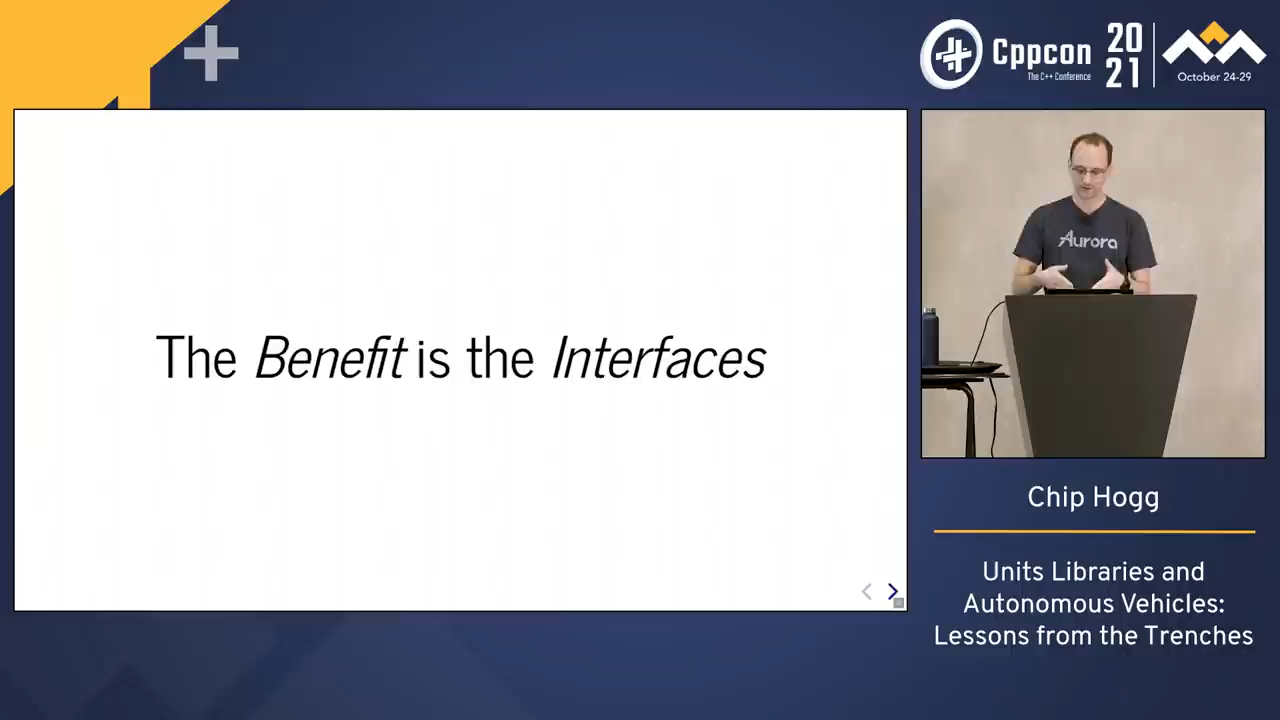 Cppcon
The C++ Conference
20
21
October 24-29
The Benefit is the Interfaces
Aurora
Chip Hogg
Units Libraries and
Autonomous Vehicles:
Lessons from the Trenches